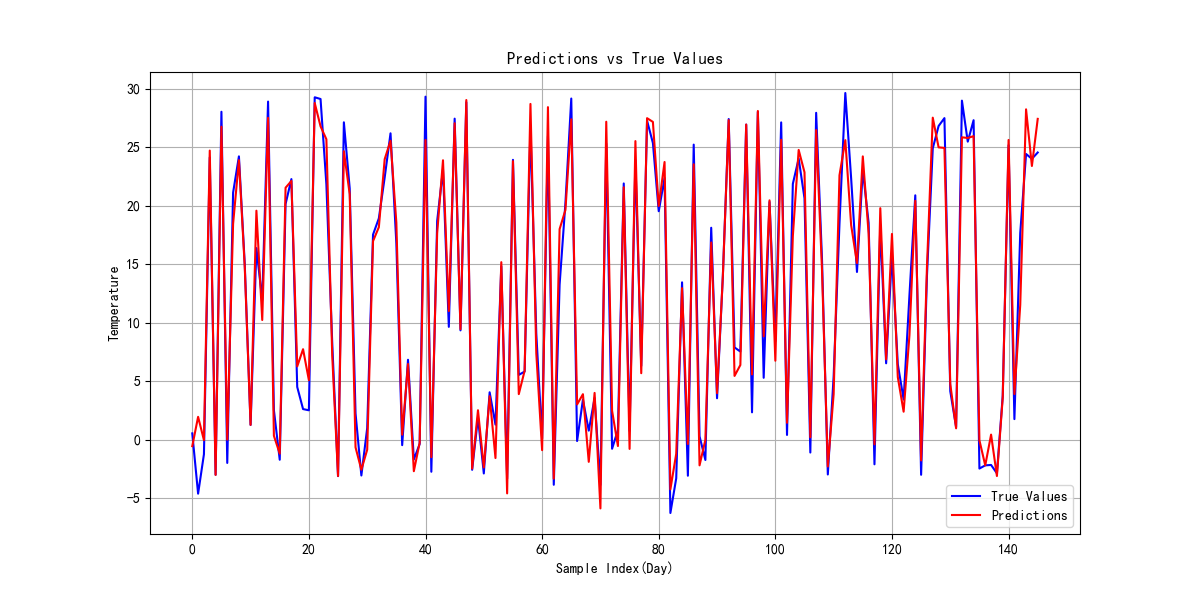 Predictions vs True Values
30
25
20
15
10
5
0
−5
Temperature
0 20 40 60 80 100 120 140
Sample Index(Day)
True Values
Predictions